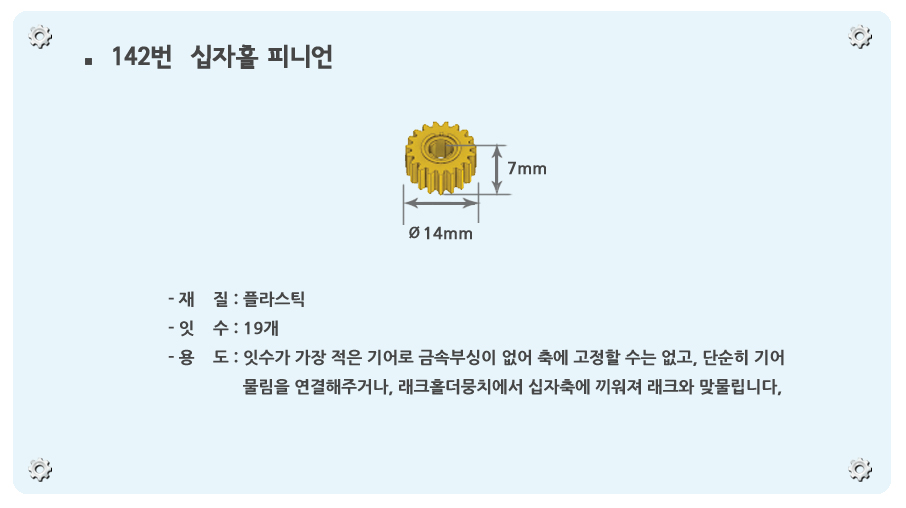 ▪ 142번 십자홀 피니언
7mm
Ø 14mm
- 재 질 : 플라스틱
- 잇 수 : 19개
- 용 도 : 잇수가 가장 적은 기어로 금속부싱이 없어 축에 고정할 수는 없고, 단순히 기어
물림을 연결해주거나, 래크홀더뭉치에서 십자축에 끼워져 래크와 맞물립니다,